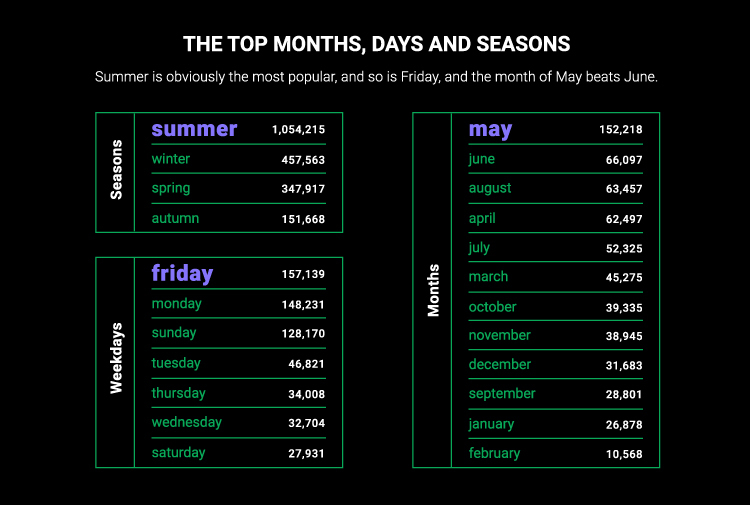 THE TOP MONTHS, DAYS AND SEASONS
Summer is obviously the most popular, and so is Friday, and the month of May beats June.
Seasons
summer 1,054,215
winter 457,563
spring 347,917
autumn 151,668
Weekdays
friday 157,139
monday 148,231
sunday 128,170
tuesday 46,821
thursday 34,008
wednesday 32,704
saturday 27,931
Months
may 152,218
june 66,097
august 63,457
april 62,497
july 52,325
march 45,275
october 39,335
november 38,945
december 31,683
september 28,801
january 26,878
february 10,568